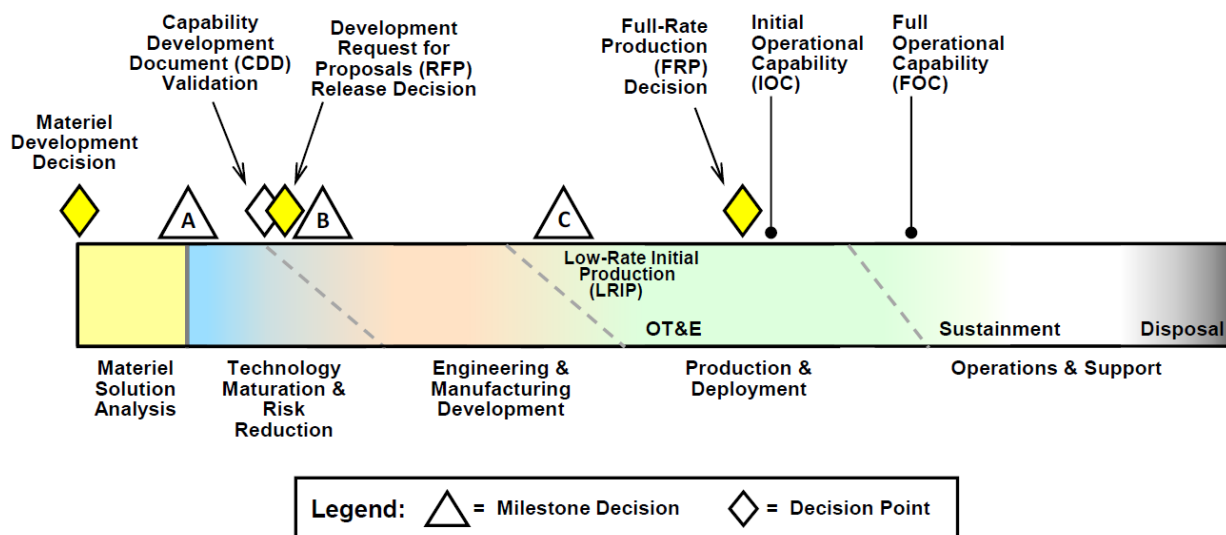 Capability
Development
Document (CDD)
Validation
Development
Request for
Proposals (RFP)
Release Decision
Full-Rate
Production
(FRP)
Decision
Initial
Operational
Capability
(IOC)
Full
Operational
Capability
(FOC)
Materiel
Development
Decision
A
B
C
Low-Rate Initial
Production
(LRIP)
OT&E
Sustainment
Disposal
Materiel
Solution
Analysis
Technology
Maturation &
Risk
Reduction
Engineering &
Manufacturing
Development
Production &
Deployment
Operations & Support
Legend:
= Milestone Decision
= Decision Point